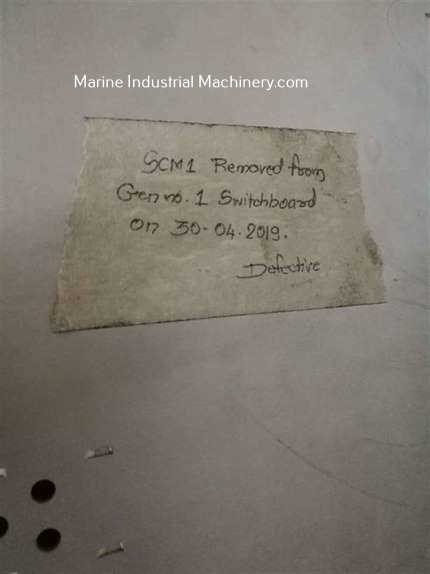 Marine Industrial Machinery.com
SCM1 Removed from
Gen no. 1 Switchboard
on 30-04.2019.
Defective